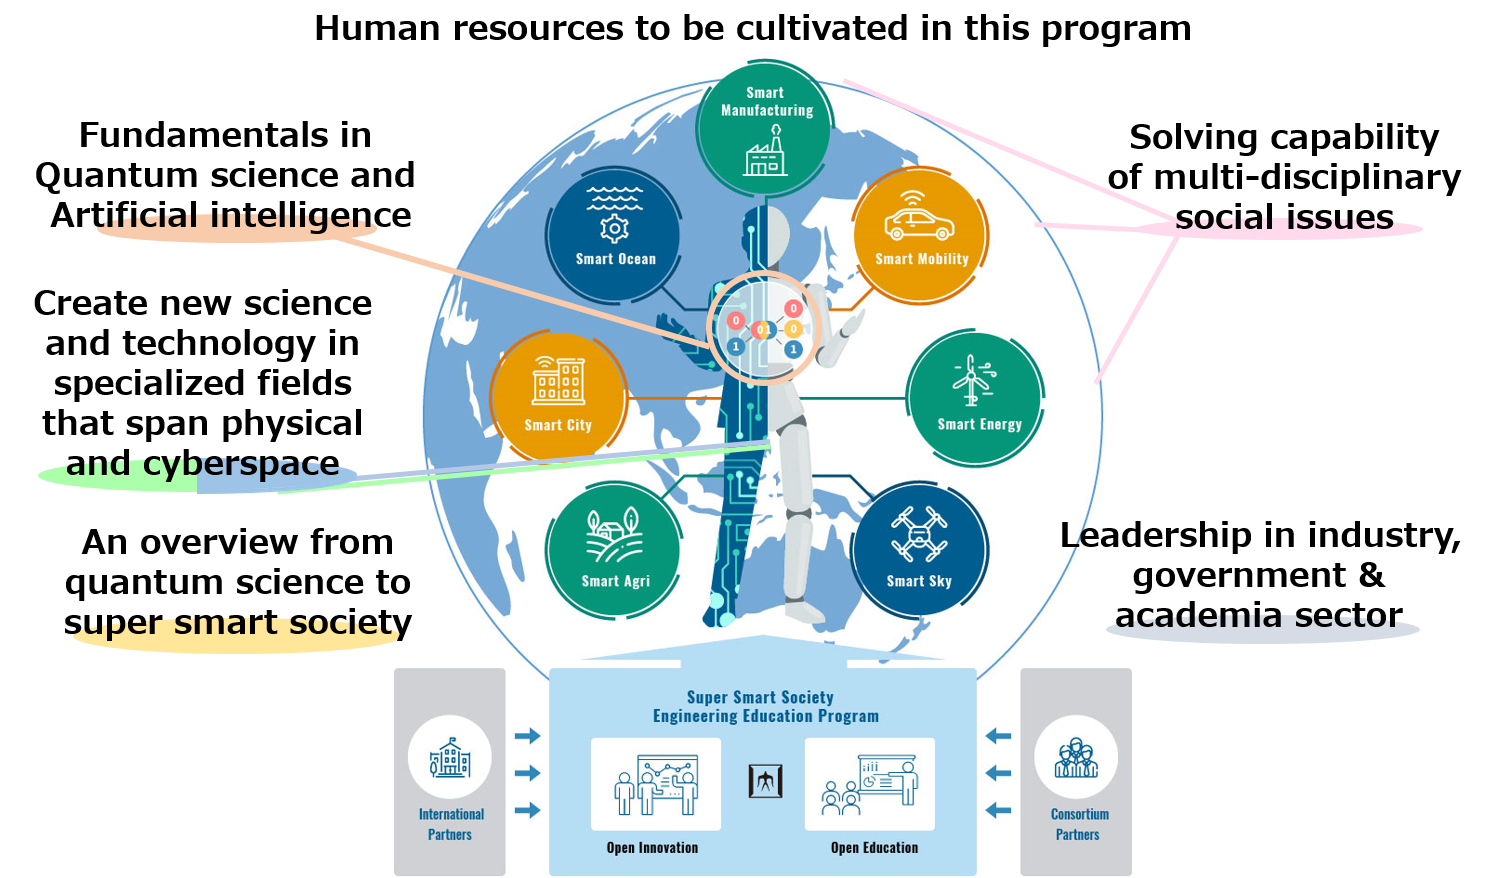 Human resources to be cultivated in this program
Fundamentals in
Quantum science and
Artificial intelligence
Create new science
and technology in
specialized fields
that span physical
and cyberspace
An overview from
quantum science to
super smart society
Solving capability
of multi-disciplinary
social issues
Leadership in industry,
government &
academia sector
Smart
Manufacturing
Smart Ocean
Smart Mobility
Smart City
Smart Energy
Smart Agri
Smart Sky
0
1
0 1
0
0
1
Super Smart Society
Engineering Education Program
International
Partners
Open Innovation
Open Education
Consortium
Partners